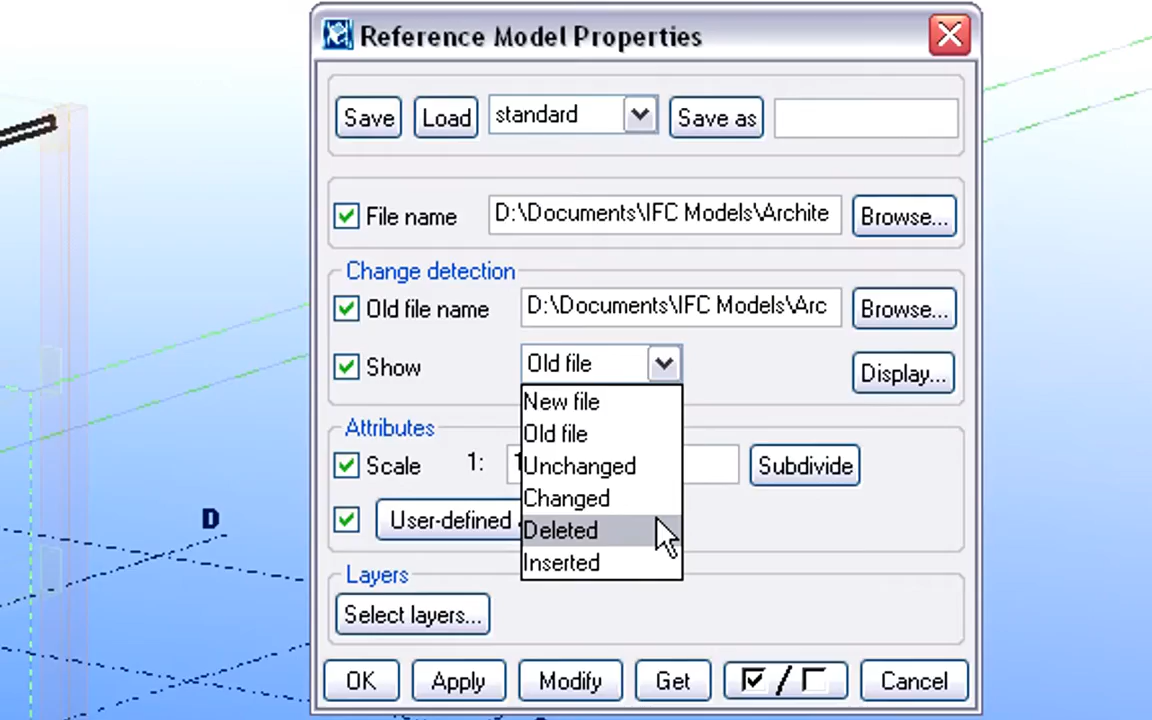 Reference Model Properties
Save Load standard Save as
File name D:\Documents\IFC Models\Archite Browse...
Change detection
Old file name D:\Documents\IFC Models\Arc Browse...
Show Old file Display...
New file
Old file
Unchanged
Changed
Deleted
Inserted
Attributes
Scale 1: Subdivide
User-defined
Layers
Select layers...
OK Apply Modify Get / Cancel
D